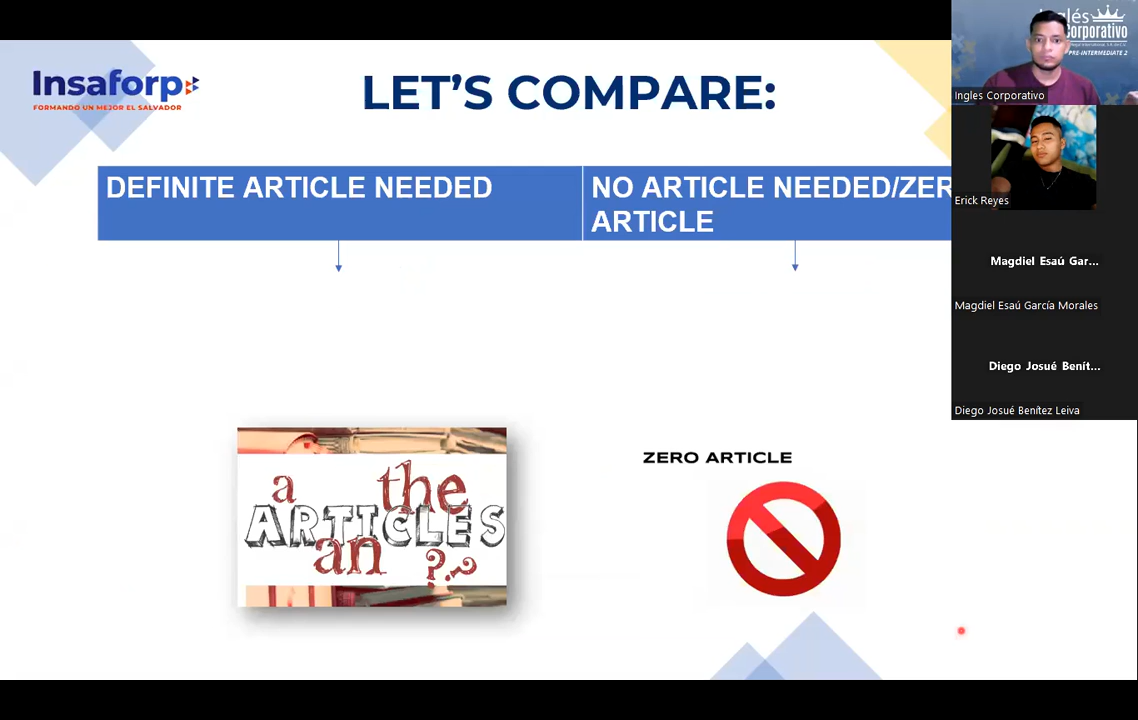 Insaforp
FORMANDO UN MEJOR EL SALVADOR
LET'S COMPARE:
DEFINITE ARTICLE NEEDED
NO ARTICLE NEEDED/ZER
ARTICLE
a the
ARTICLES
an ??
ZERO ARTICLE
Inglés
Corporativo
PRE-INTERMEDIATE 2
Ingles Corporativo
Erick Reyes
Magdiel Esaú Gar...
Magdiel Esaú García Morales
Diego Josué Benít...
Diego Josué Benítez Leiva